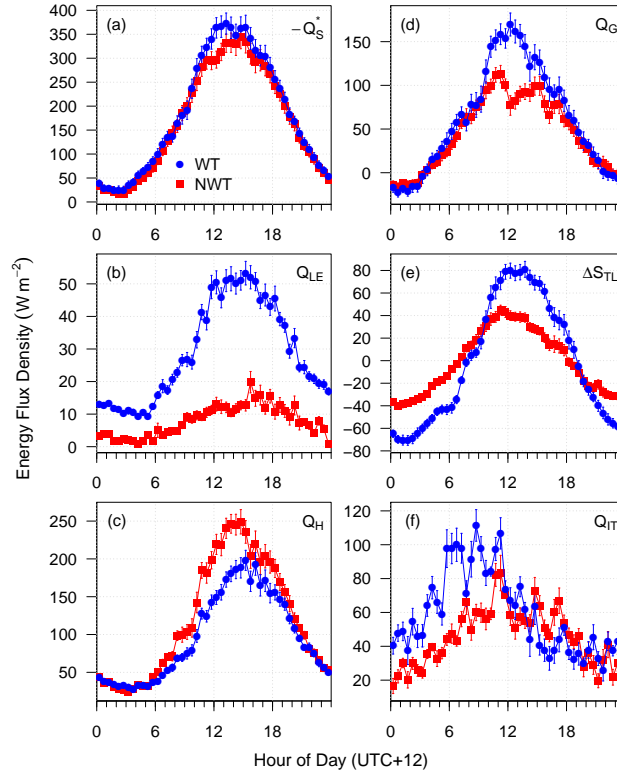 (a)
−Q*S
400
350
300
250
200
150
100
50
0
WT
NWT
0 6 12 18
(d)
QG
150
100
50
0
0 6 12 18
(b)
QLE
50
40
30
20
10
0
0 6 12 18
(e)
ΔSTL
80
60
40
20
0
−20
−40
−60
−80
0 6 12 18
(c)
QH
250
200
150
100
50
0 6 12 18
(f)
QIT
120
100
80
60
40
20
0 6 12 18
Energy Flux Density (W m−2)
Hour of Day (UTC+12)